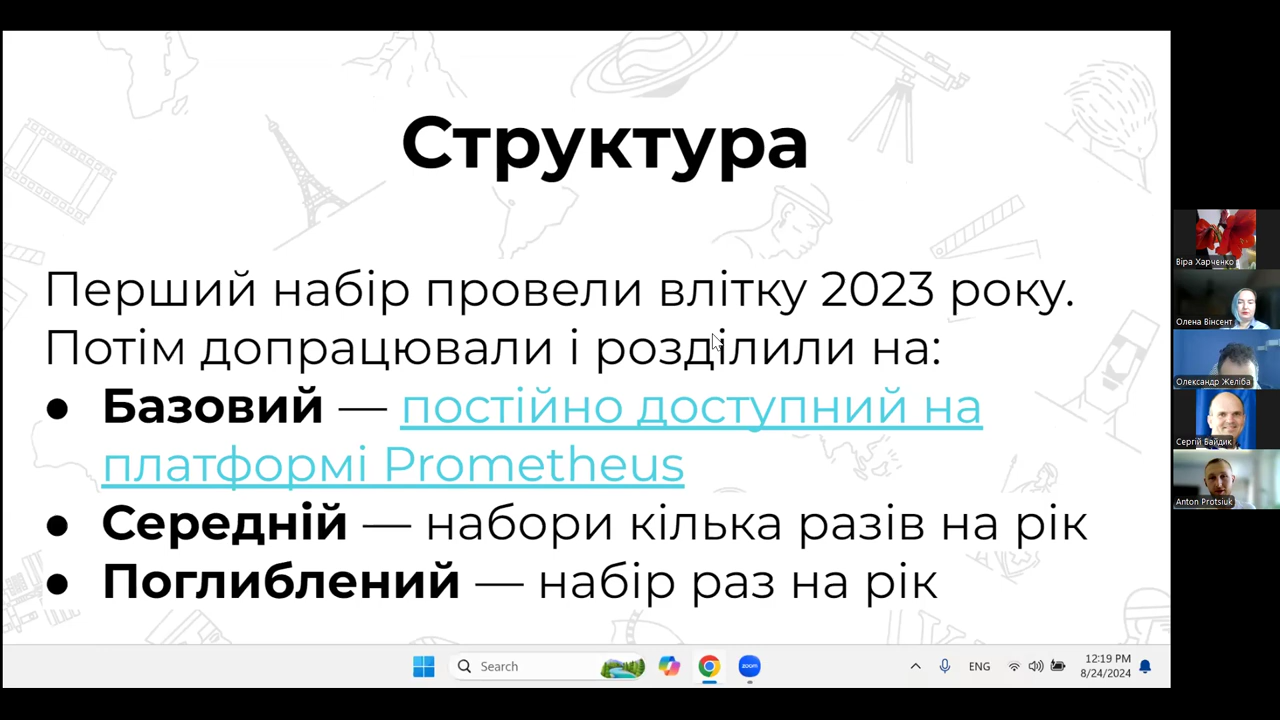 Структура
Перший набір провели влітку 2023 року.
Потім допрацювали і розділили на:
● Базовий — постійно доступний на
платформі Prometheus
● Середній — набори кілька разів на рік
● Поглиблений — набір раз на рік
Віра Харченко
Олена Вінсент
Олександр Желіба
Сергій Вайдик
Anton Protsiuk
Search
zoom
ENG
12:19 PM
8/24/2024